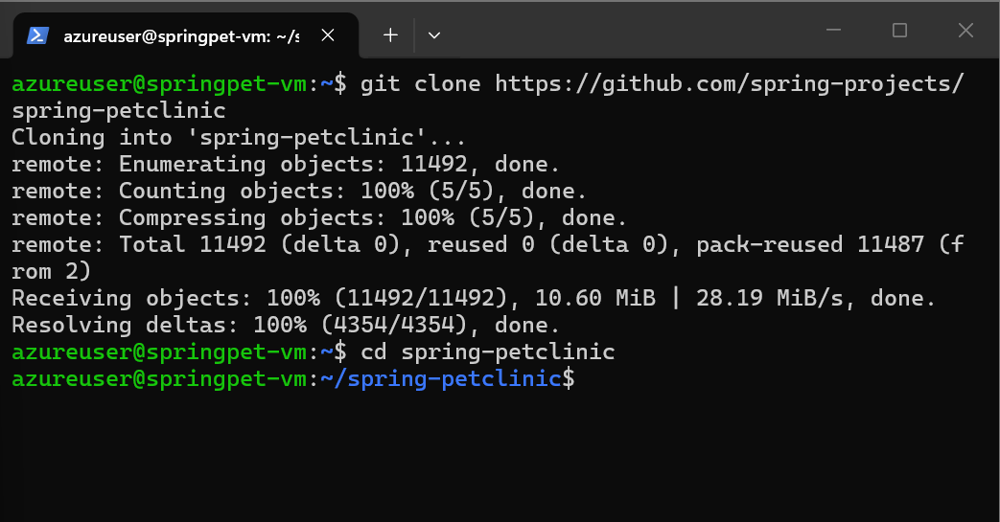 azureuser@springpet-vm: ~/s
azureuser@springpet-vm:~$ git clone https://github.com/spring-projects/
spring-petclinic
Cloning into 'spring-petclinic'...
remote: Enumerating objects: 11492, done.
remote: Counting objects: 100% (5/5), done.
remote: Compressing objects: 100% (5/5), done.
remote: Total 11492 (delta 0), reused 0 (delta 0), pack-reused 11487 (f
rom 2)
Receiving objects: 100% (11492/11492), 10.60 MiB | 28.19 MiB/s, done.
Resolving deltas: 100% (4354/4354), done.
azureuser@springpet-vm:~$ cd spring-petclinic
azureuser@springpet-vm:~/spring-petclinic$